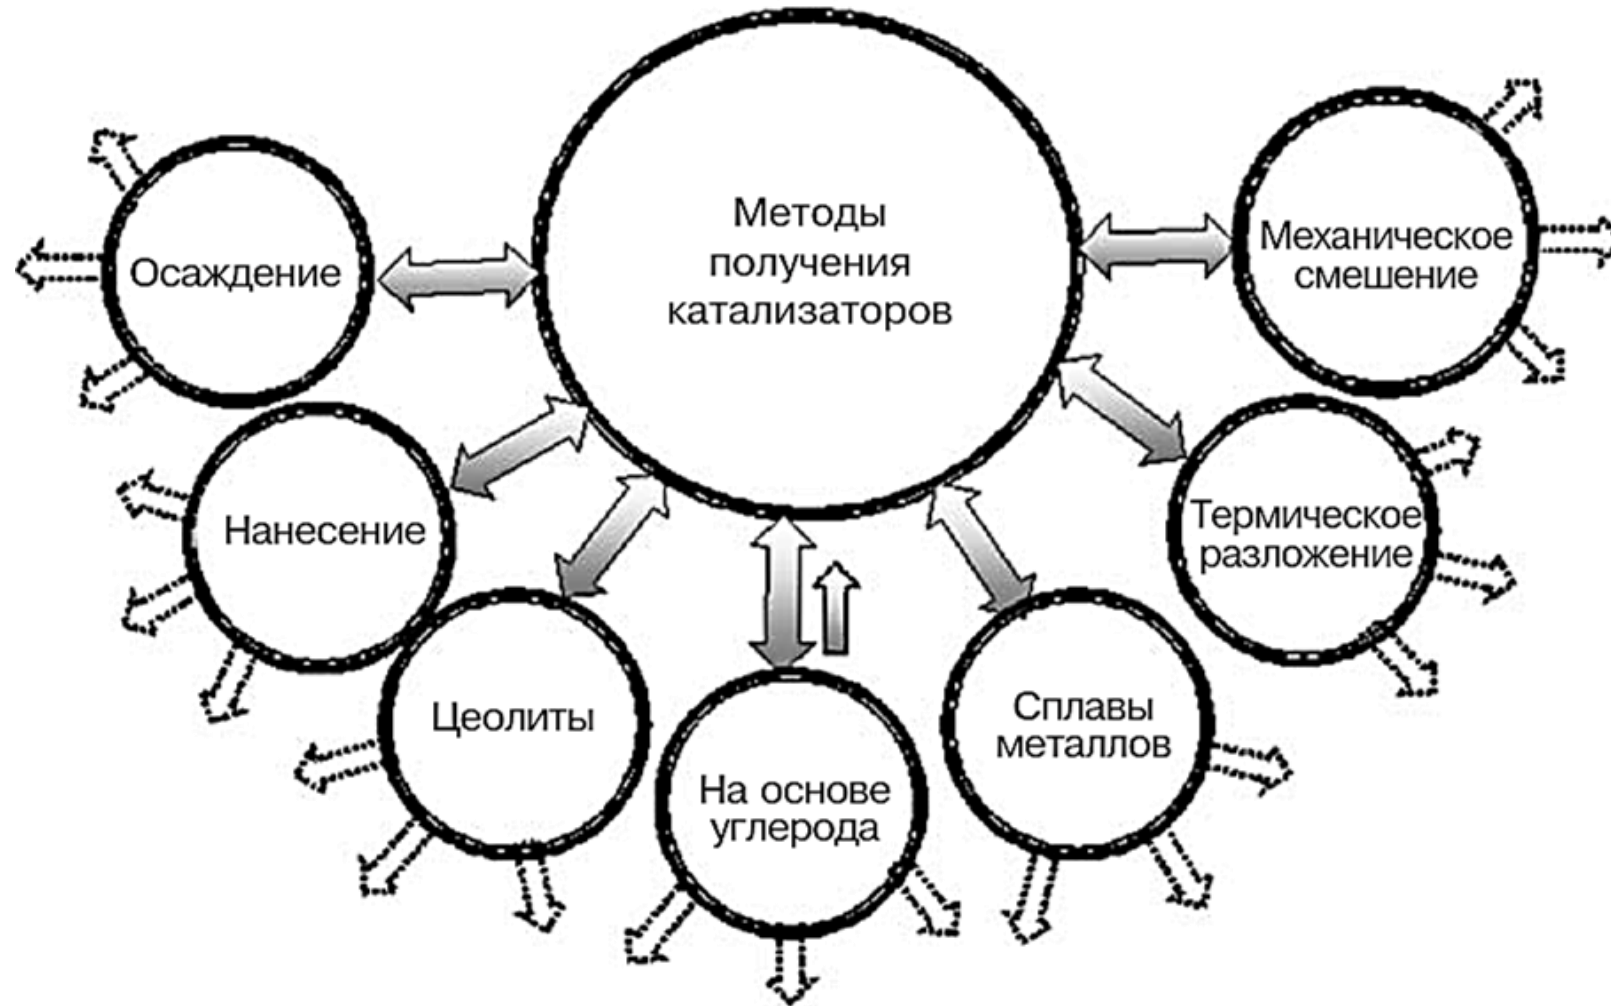 Методы
получения
катализаторов
Осаждение
Нанесение
Цеолиты
На основе
углерода
Сплавы
металлов
Термическое
разложение
Механическое
смешение